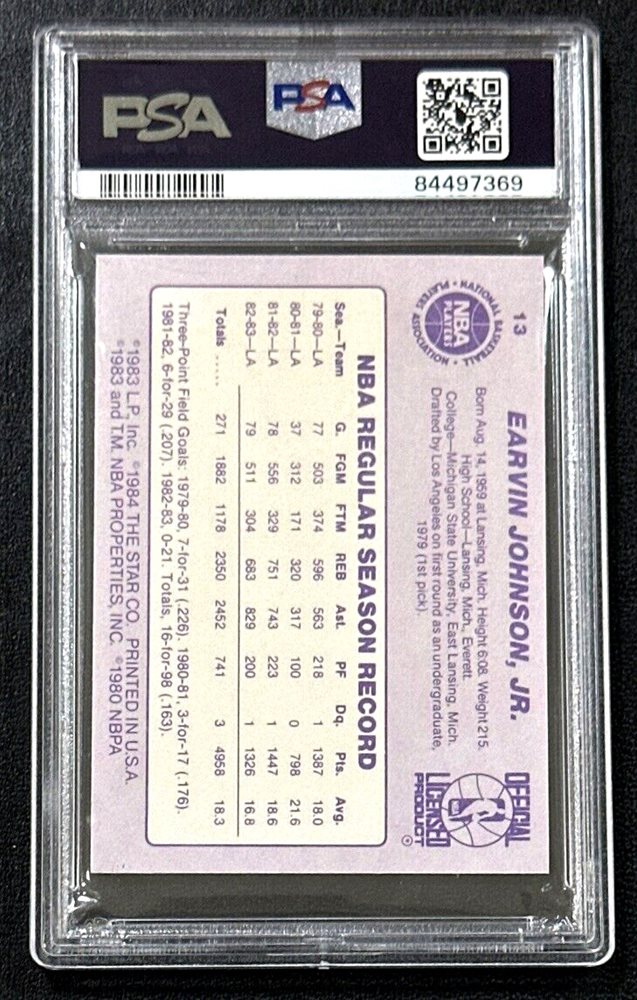 PSA
PSA
84497369
13
EARVIN JOHNSON, JR.
NATIONAL BASKETBALL
PLAYERS ASSOCIATION
NBA
PLAYERS
Born Aug. 14, 1959 at Lansing, Mich. Height 6:08. Weight 215.
High School—Lansing, Mich., Everett.
College—Michigan State University, East Lansing, Mich.
Drafted by Los Angeles on first round as an undergraduate,
1979 (1st pick).
OFFICIAL
LICENSED
PRODUCT
NBA REGULAR SEASON RECORD
Sea.—Team G. FGM FTM REB Ast. PF Dq. Pts. Avg.
79-80—LA 77 503 374 596 563 218 1 1387 18.0
80-81—LA 37 312 171 320 317 100 0 798 21.6
81-82—LA 78 556 329 751 743 223 1 1447 18.6
82-83—LA 79 511 304 683 829 200 1 1326 16.8
Totals ..... 271 1882 1178 2350 2452 741 3 4958 18.3
Three-Point Field Goals: 1979-80, 7-for-31 (.226). 1980-81, 3-for-17 (.176).
1981-82, 6-for-29 (.207). 1982-83, 0-21. Totals, 16-for-98 (.163).
©1983 LP, Inc. ©1984 THE STAR CO. PRINTED IN U.S.A.
©1983 and T.M. NBA PROPERTIES, INC. ©1980 NBPA